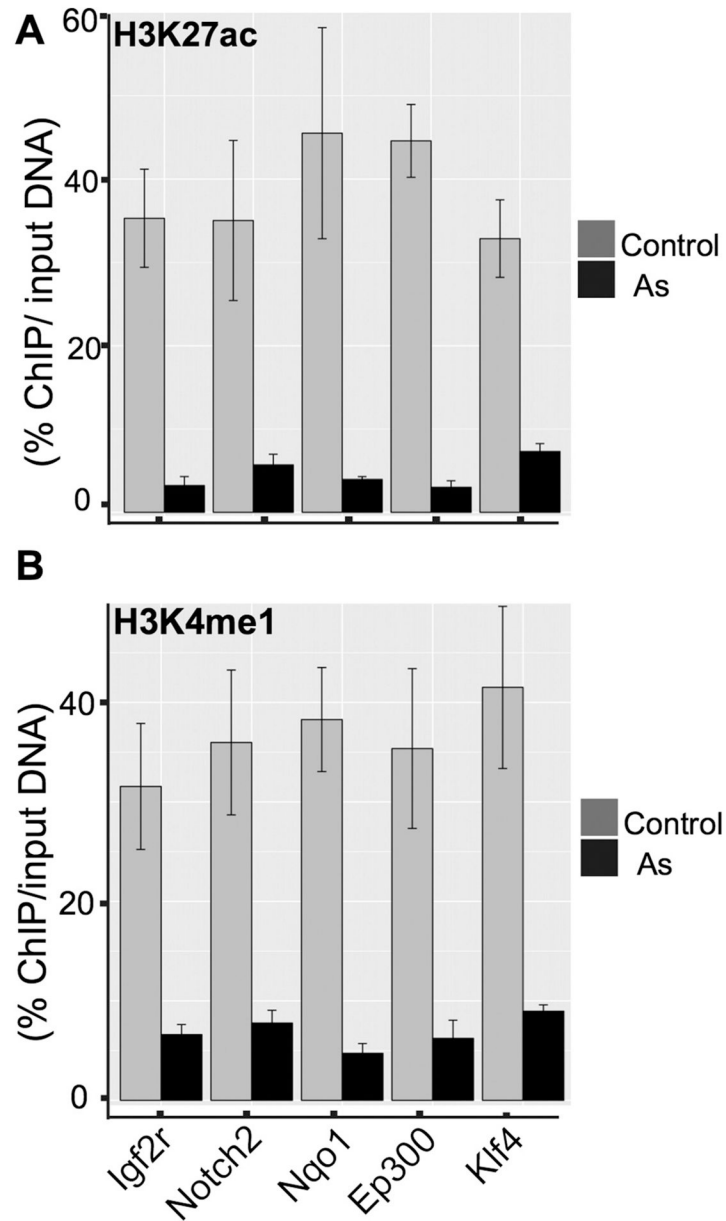 A
H3K27ac
60
40
20
0
(% ChIP/ input DNA)
Control
As
B
H3K4me1
40
20
0
(% ChIP/input DNA)
Control
As
Igf2r
Notch2
Nqo1
Ep300
Klf4